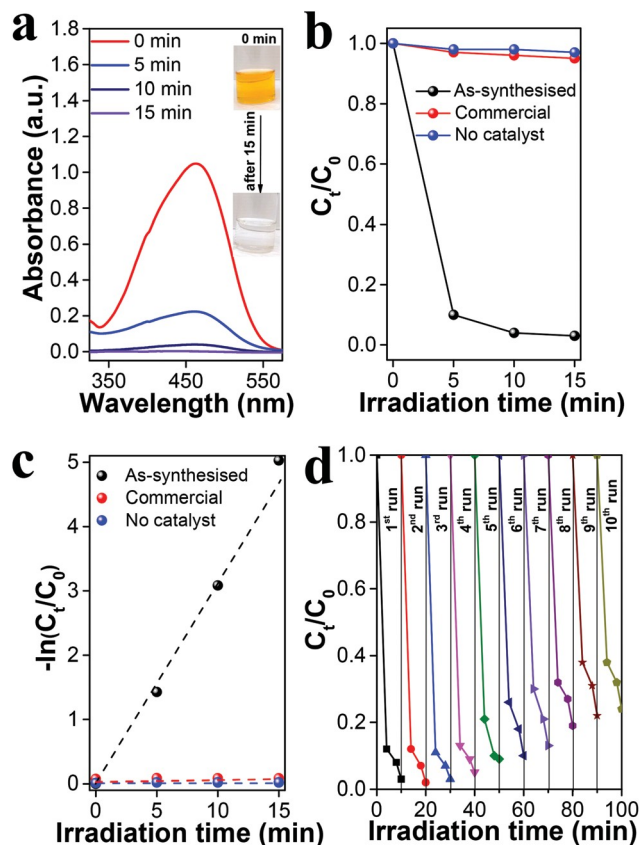 a
1.8
1.6
1.4
1.2
1.0
0.8
0.6
0.4
0.2
0.0
Absorbance (a.u.)
0 min
5 min
10 min
15 min
0 min
after 15 min
350
450
550
Wavelength (nm)
b
1.0
0.8
0.6
0.4
0.2
0.0
Cₜ/C₀
As-synthesised
Commercial
No catalyst
0
5
10
15
Irradiation time (min)
c
5
4
3
2
1
0
-ln(Cₜ/C₀)
As-synthesised
Commercial
No catalyst
0
5
10
15
Irradiation time (min)
d
1.0
0.8
0.6
0.4
0.2
0.0
Cₜ/C₀
1ˢᵗ run
2ⁿᵈ run
3ʳᵈ run
4ᵗʰ run
5ᵗʰ run
6ᵗʰ run
7ᵗʰ run
8ᵗʰ run
9ᵗʰ run
10ᵗʰ run
0
20
40
60
80
100
Irradiation time (min)